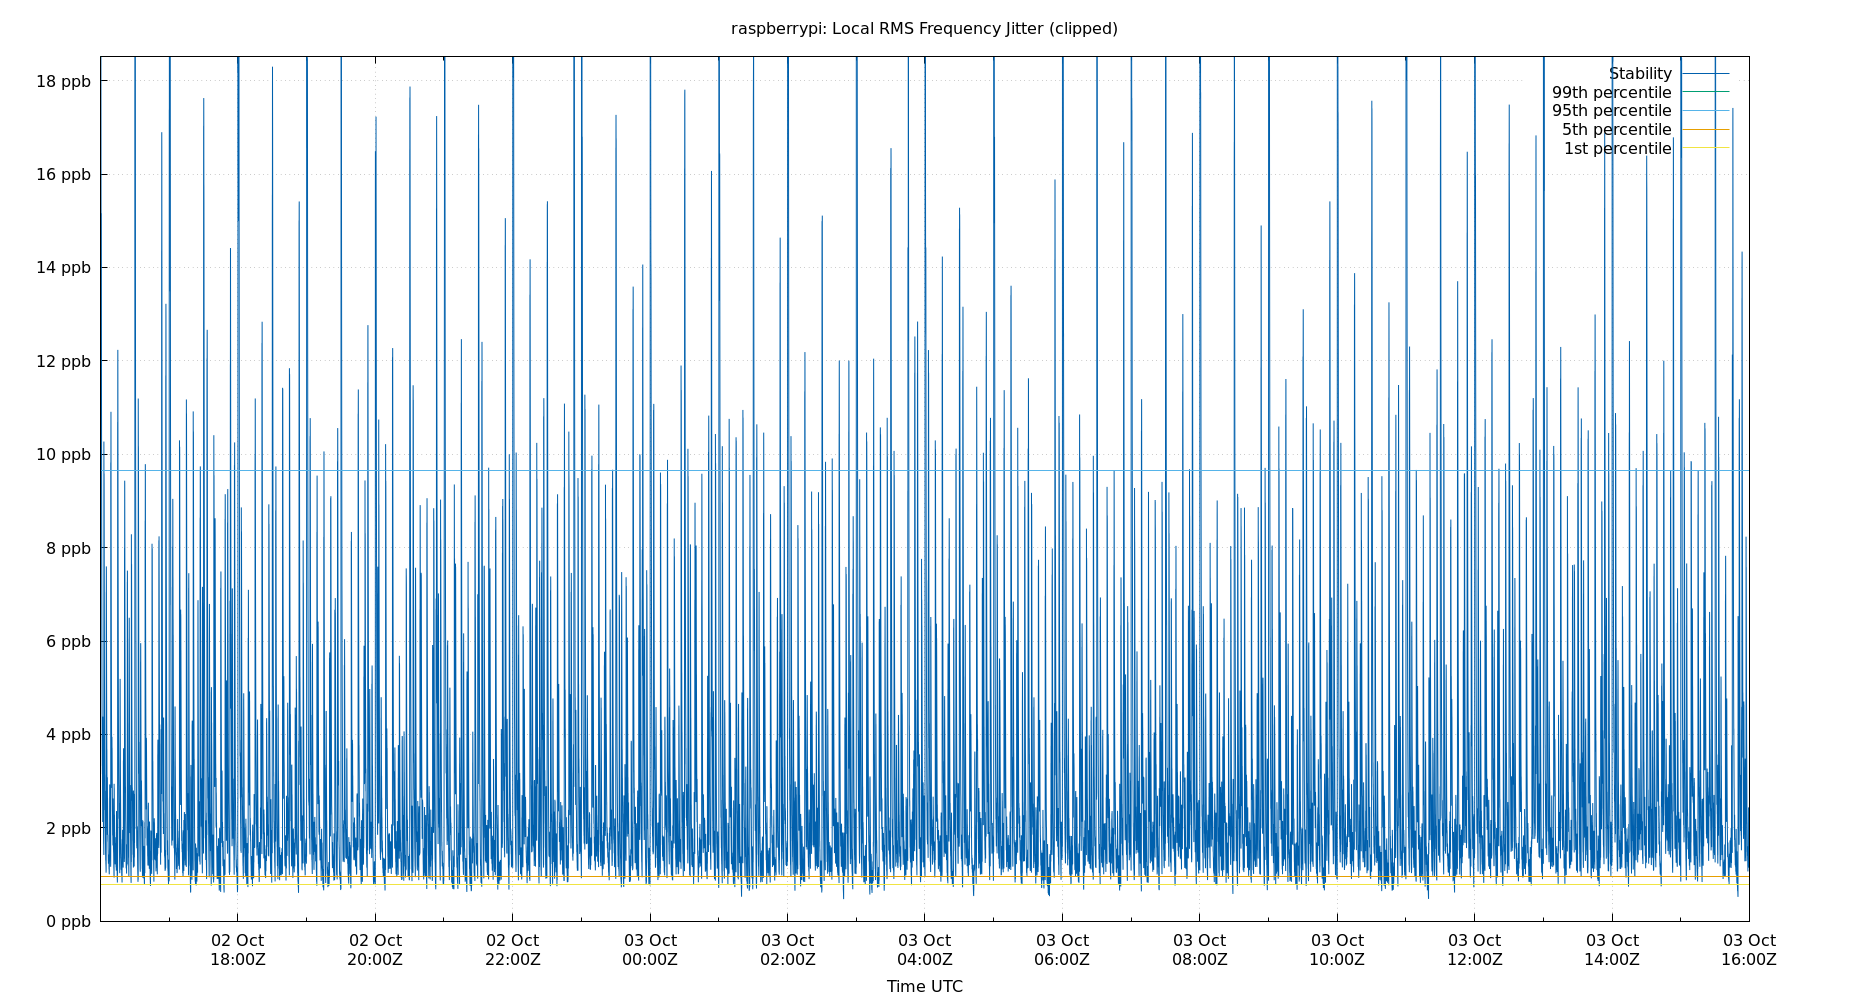 raspberrypi: Local RMS Frequency Jitter (clipped)
18 ppb
16 ppb
14 ppb
12 ppb
10 ppb
8 ppb
6 ppb
4 ppb
2 ppb
0 ppb
Stability
99th percentile
95th percentile
5th percentile
1st percentile
02 Oct
18:00Z
02 Oct
20:00Z
02 Oct
22:00Z
03 Oct
00:00Z
03 Oct
02:00Z
03 Oct
04:00Z
03 Oct
06:00Z
03 Oct
08:00Z
03 Oct
10:00Z
03 Oct
12:00Z
03 Oct
14:00Z
03 Oct
16:00Z
Time UTC